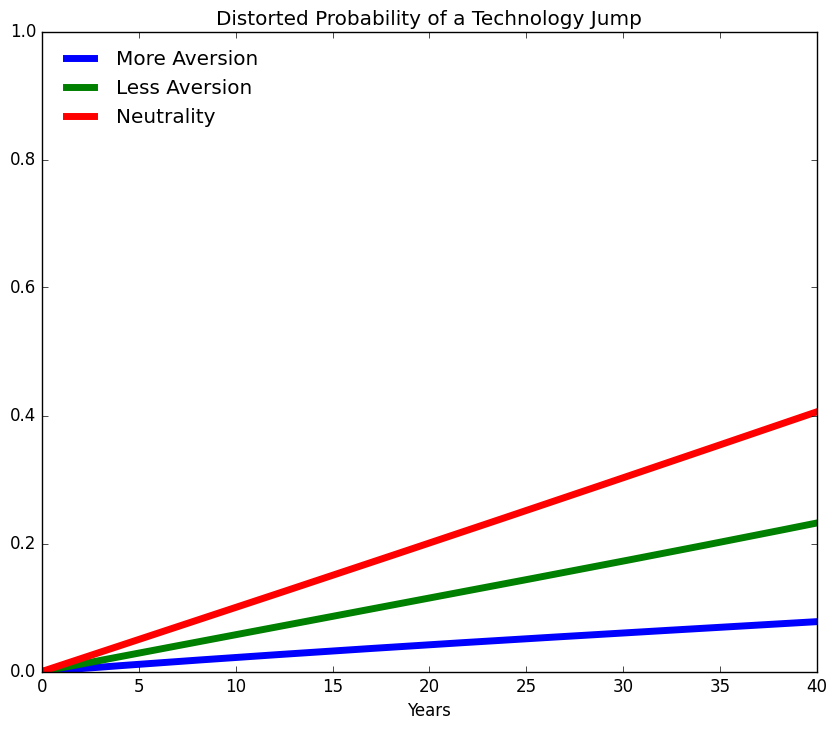 Distorted Probability of a Technology Jump
1.0
More Aversion
Less Aversion
Neutrality
0.8
0.6
0.4
0.2
0.0
0 5 10 15 20 25 30 35 40
Years